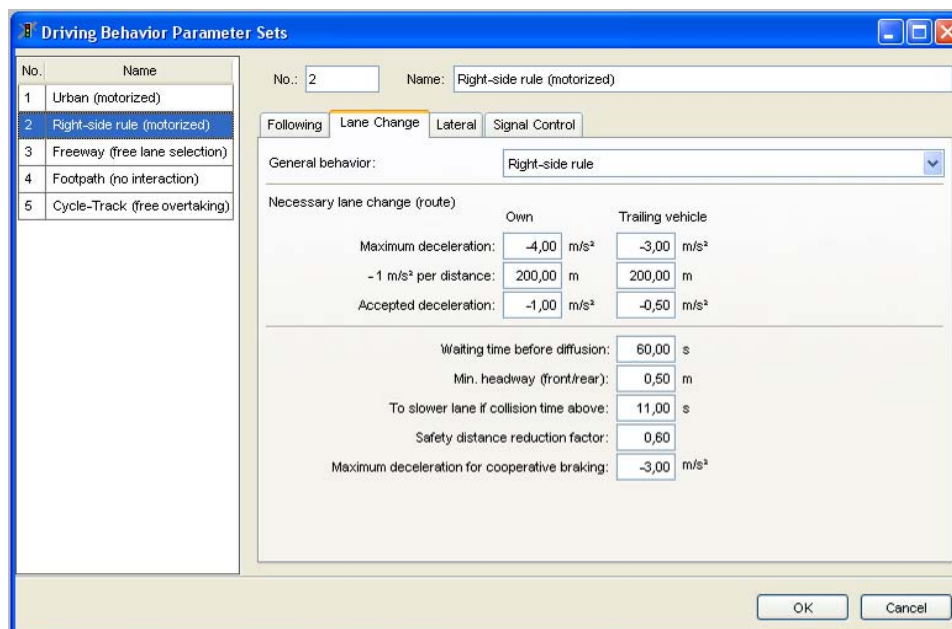 Driving Behavior Parameter Sets
No. Name
1 Urban (motorized)
2 Right-side rule (motorized)
3 Freeway (free lane selection)
4 Footpath (no interaction)
5 Cycle-Track (free overtaking)
No.: 2 Name: Right-side rule (motorized)
Following Lane Change Lateral Signal Control
General behavior: Right-side rule
Necessary lane change (route)
Own Trailing vehicle
Maximum deceleration: -4,00 m/s² -3,00 m/s²
- 1 m/s² per distance: 200,00 m 200,00 m
Accepted deceleration: -1,00 m/s² -0,50 m/s²
Waiting time before diffusion: 60,00 s
Min. headway (front/rear): 0,50 m
To slower lane if collision time above: 11,00 s
Safety distance reduction factor: 0,60
Maximum deceleration for cooperative braking: -3,00 m/s²
OK Cancel